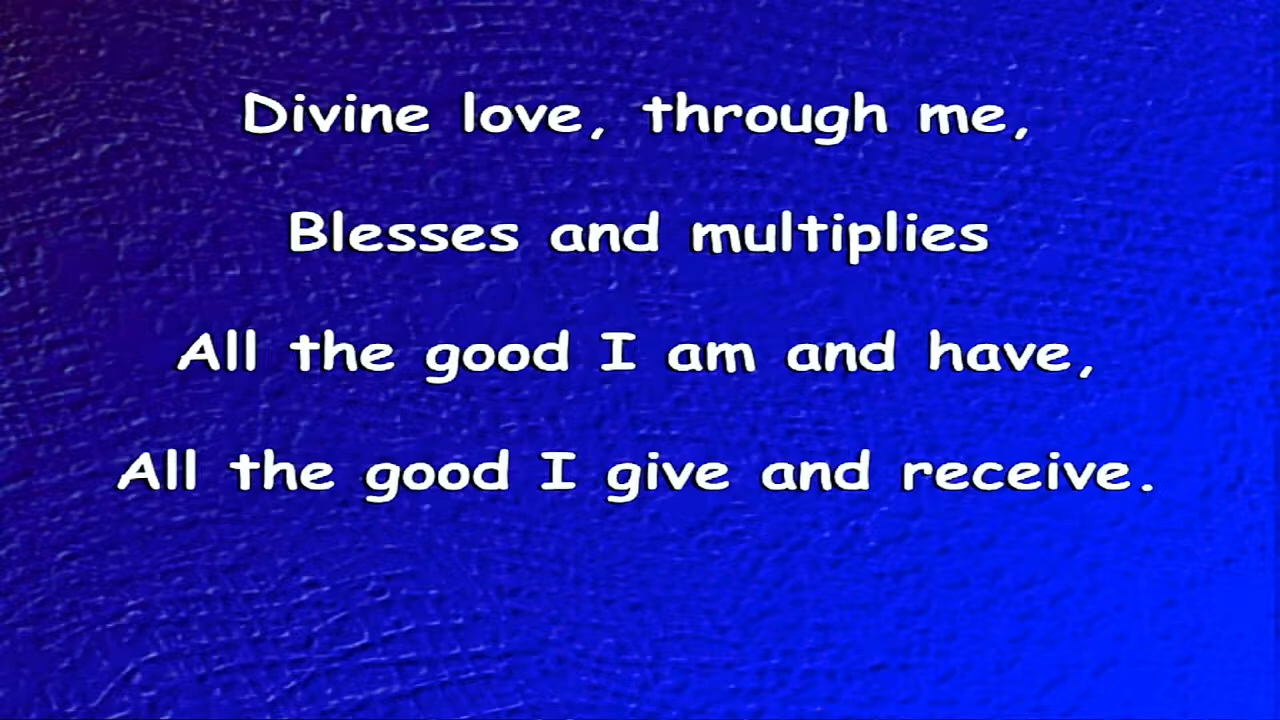 Divine love, through me,
Blesses and multiplies
All the good I am and have,
All the good I give and receive.